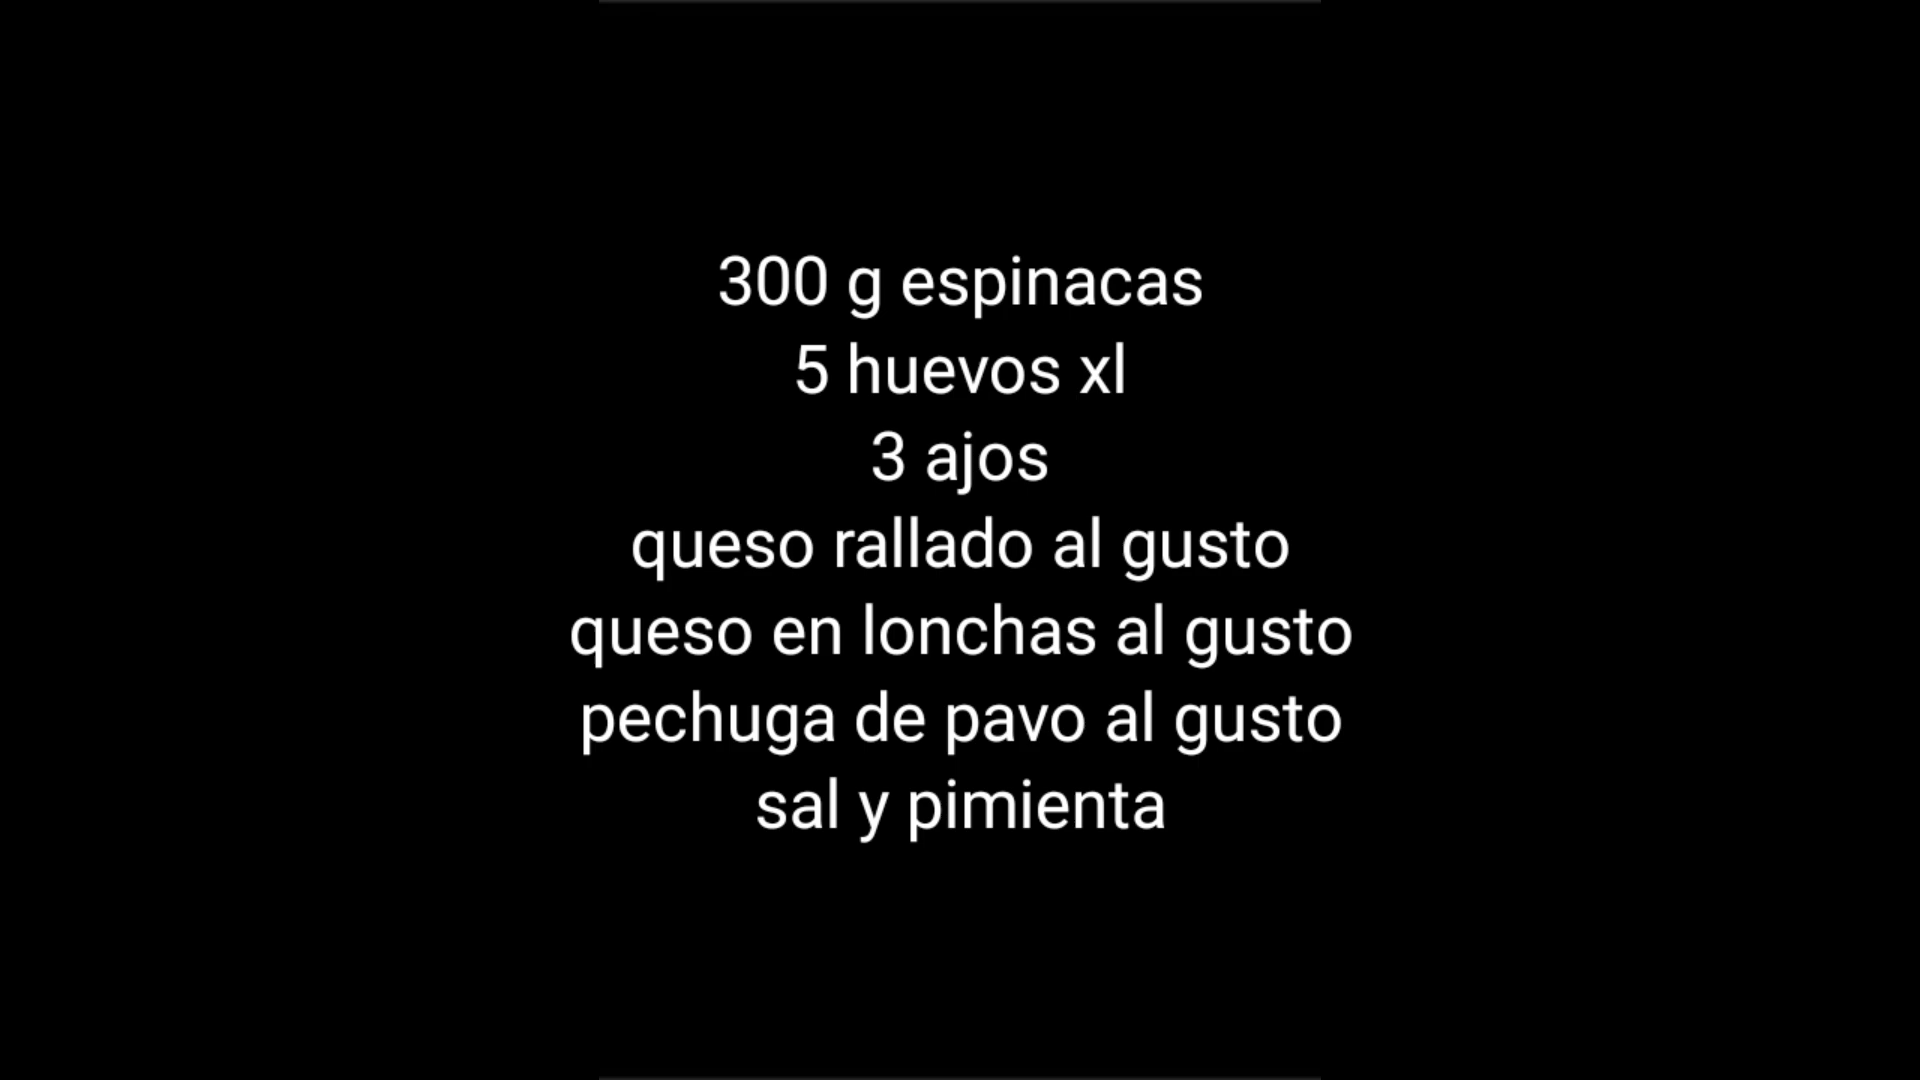 300 g espinacas
5 huevos xl
3 ajos
queso rallado al gusto
queso en lonchas al gusto
pechuga de pavo al gusto
sal y pimienta